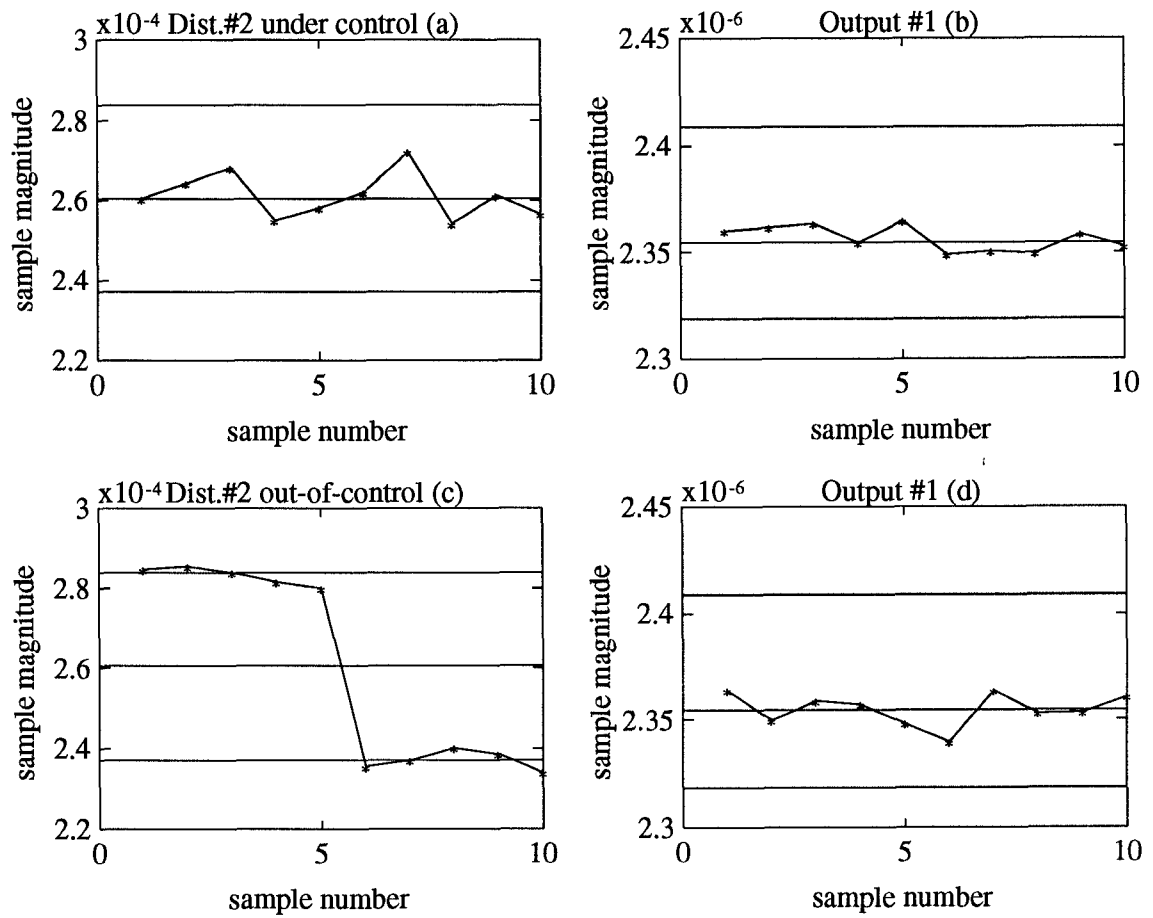 x10-4 Dist.#2 under control (a)
3
2.8
2.6
2.4
2.2
0
5
10
sample magnitude
sample number
x10-6
Output #1 (b)
2.45
2.4
2.35
2.3
0
5
10
sample magnitude
sample number
x10-4 Dist.#2 out-of-control (c)
3
2.8
2.6
2.4
2.2
0
5
10
sample magnitude
sample number
x10-6
Output #1 (d)
2.45
2.4
2.35
2.3
0
5
10
sample magnitude
sample number